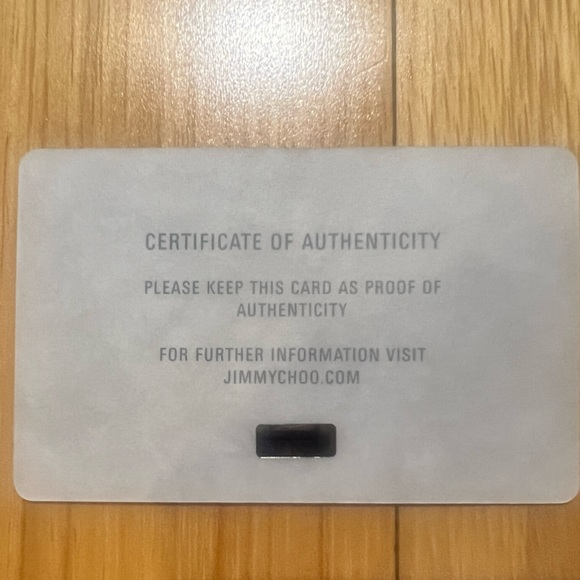 CERTIFICATE OF AUTHENTICITY
PLEASE KEEP THIS CARD AS PROOF OF
AUTHENTICITY
FOR FURTHER INFORMATION VISIT
JIMMYCHOO.COM